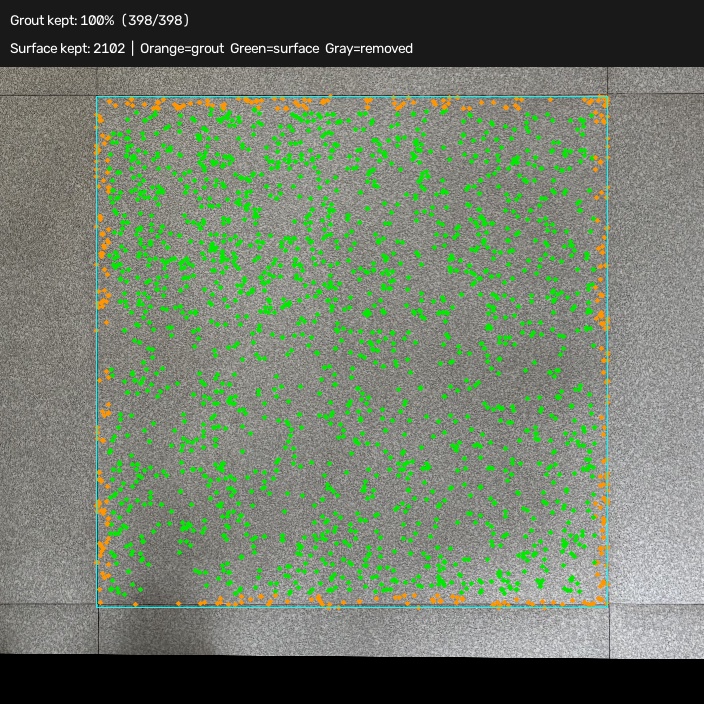 Grout kept: 100%  (398/398)
Surface kept: 2102 | Orange=grout  Green=surface  Gray=removed